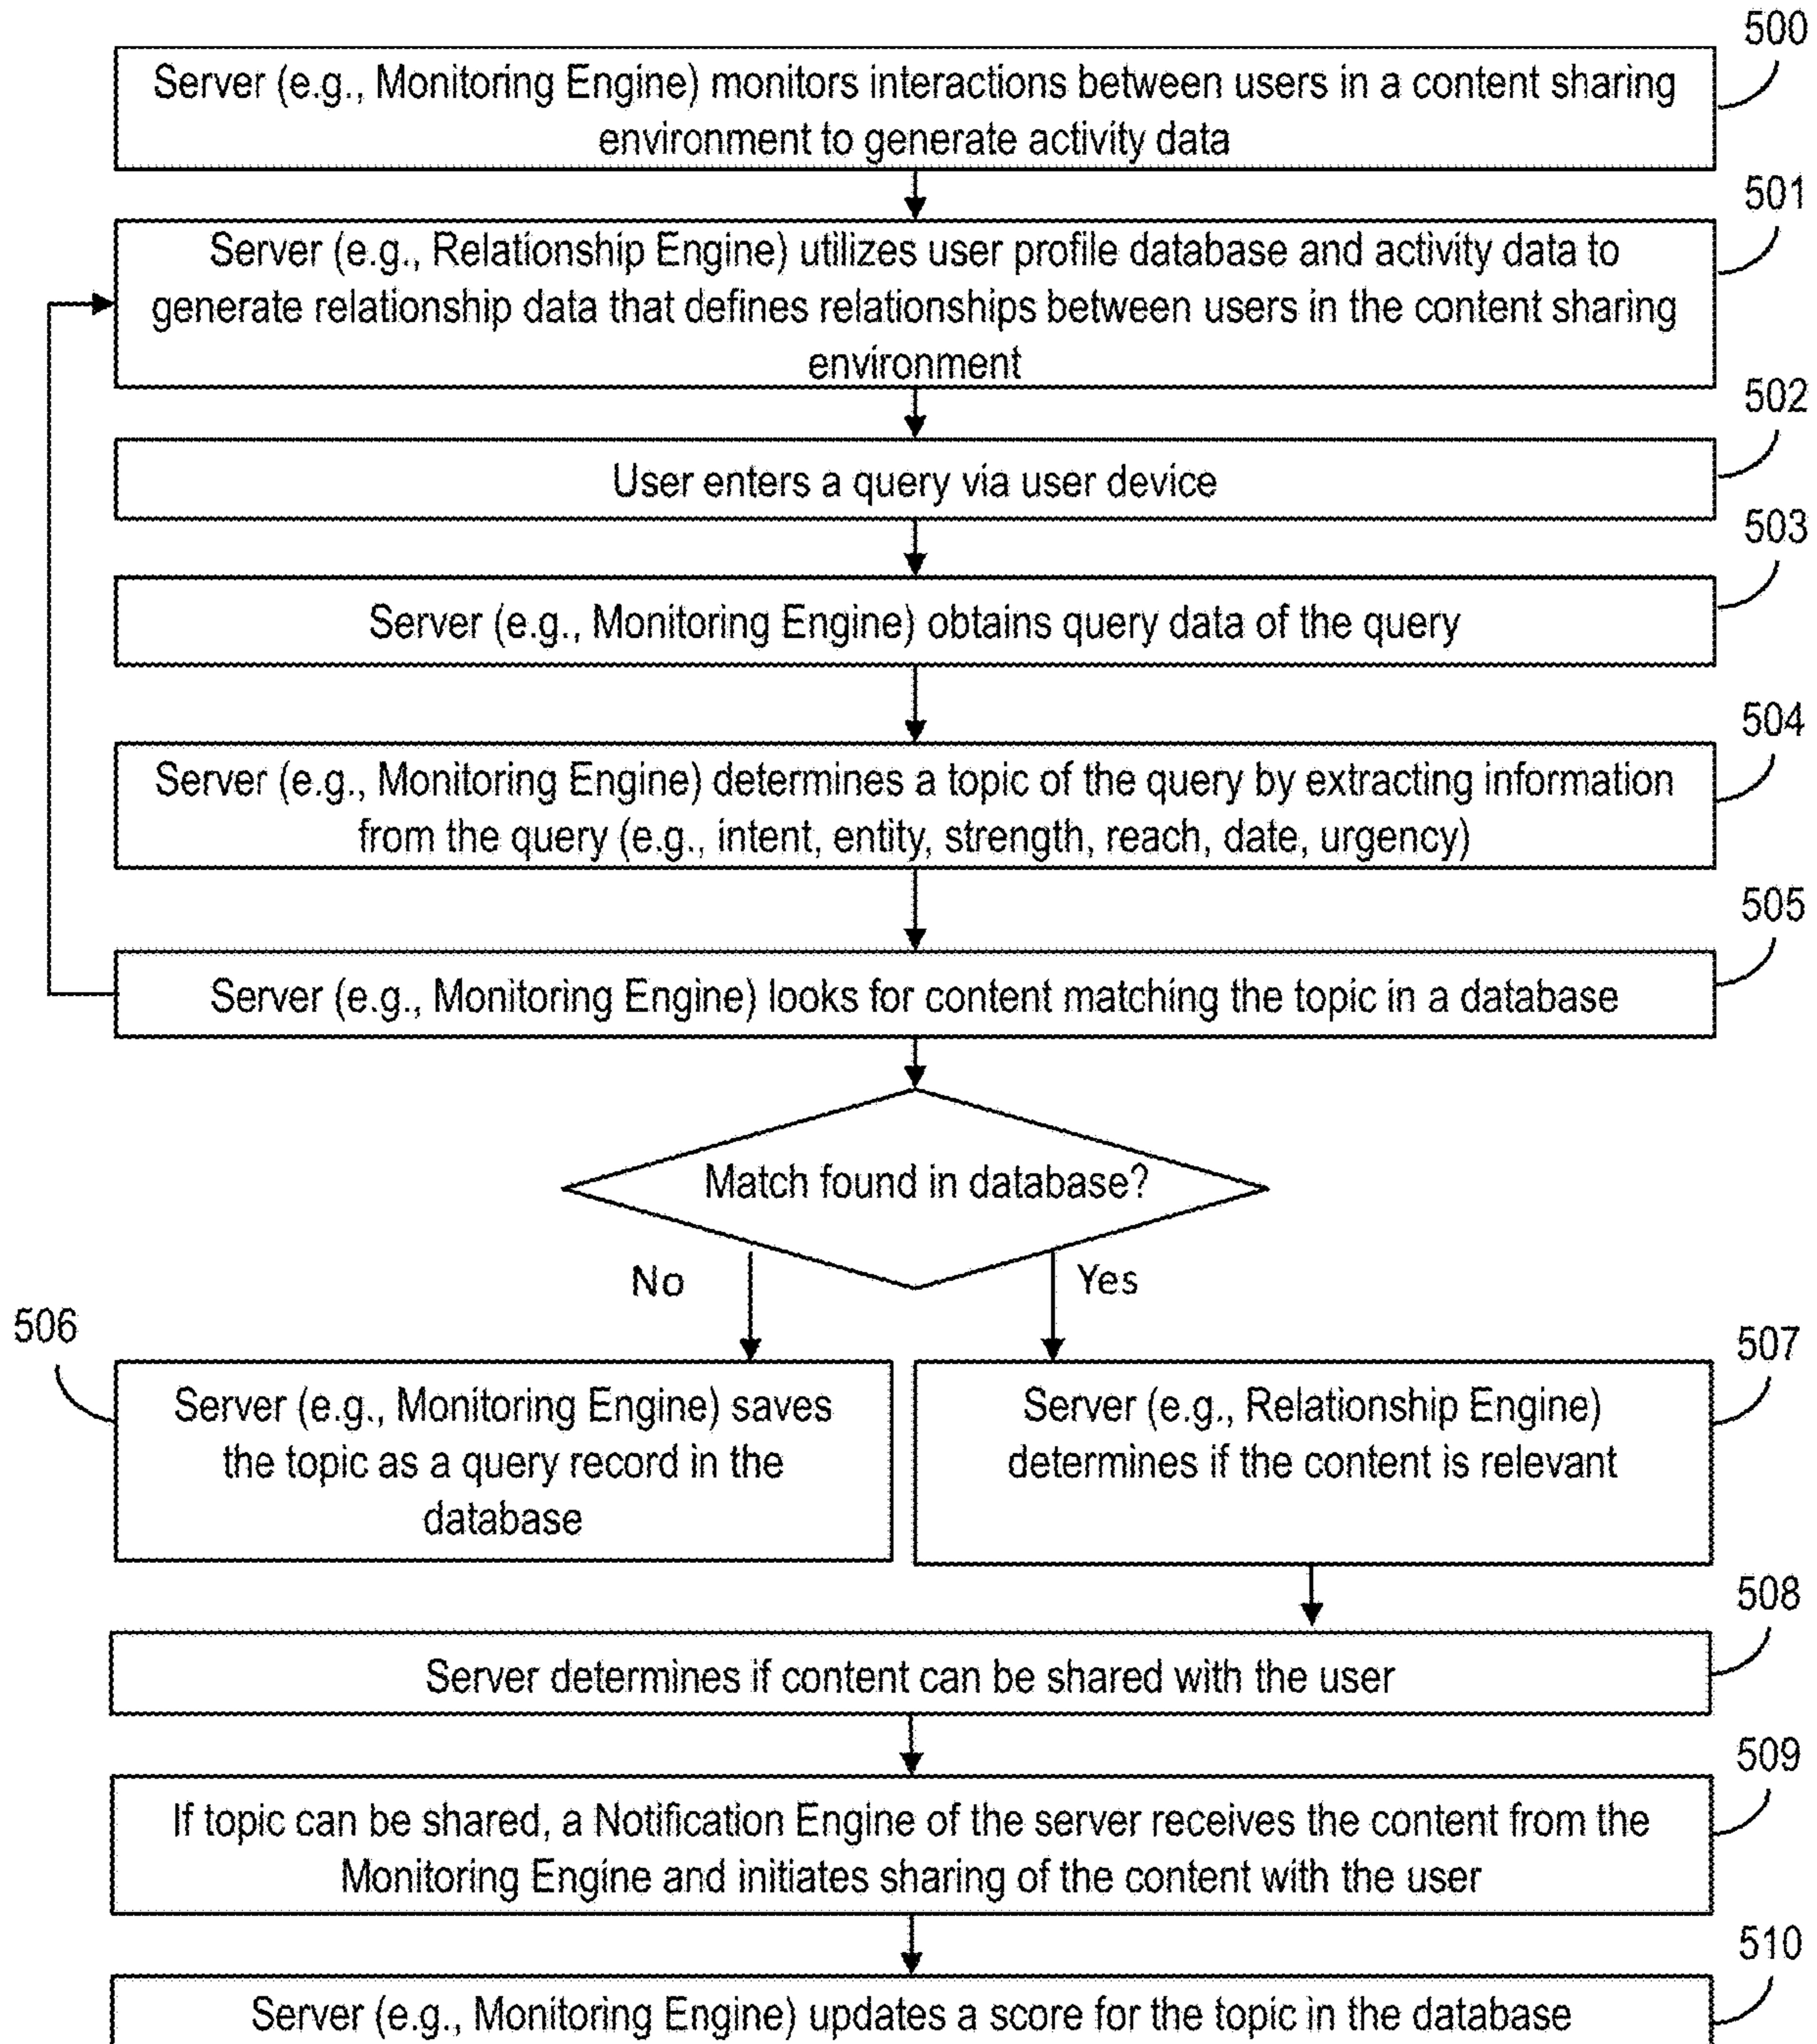 500
Server (e.g., Monitoring Engine) monitors interactions between users in a content sharing
environment to generate activity data
501
Server (e.g., Relationship Engine) utilizes user profile database and activity data to
generate relationship data that defines relationships between users in the content sharing
environment
502
User enters a query via user device
503
Server (e.g., Monitoring Engine) obtains query data of the query
504
Server (e.g., Monitoring Engine) determines a topic of the query by extracting information
from the query (e.g., intent, entity, strength, reach, date, urgency)
505
Server (e.g., Monitoring Engine) looks for content matching the topic in a database
Match found in database?
No
Yes
506
Server (e.g., Monitoring Engine) saves
the topic as a query record in the
database
507
Server (e.g., Relationship Engine)
determines if the content is relevant
508
Server determines if content can be shared with the user
509
If topic can be shared, a Notification Engine of the server receives the content from the
Monitoring Engine and initiates sharing of the content with the user
510
Server (e.g., Monitoring Engine) updates a score for the topic in the database